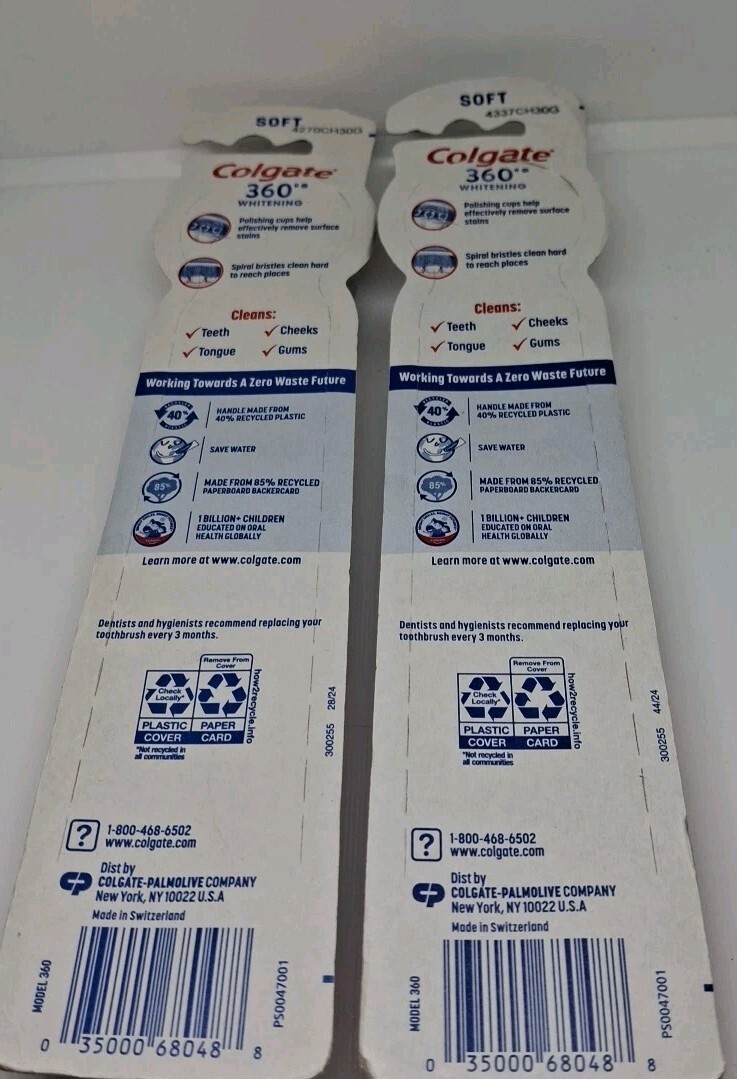 SOFT
4270CH30G
Colgate®
360°®
WHITENING
Polishing cups help
effectively remove surface
stains
Spiral bristles clean hard
to reach places
Cleans:
Teeth
Cheeks
Tongue
Gums
Working Towards A Zero Waste Future
40%
HANDLE MADE FROM
40% RECYCLED PLASTIC
SAVE WATER
85%
MADE FROM 85% RECYCLED
PAPERBOARD BACKERCARD
1 BILLION+ CHILDREN
EDUCATED ON ORAL
HEALTH GLOBALLY
Learn more at www.colgate.com
Dentists and hygienists recommend replacing your
toothbrush every 3 months.
Remove From
Cover
Check
Locally*
PLASTIC
PAPER
COVER
CARD
*Not recycled in
all communities
how2recycle.info
300255 28/24
?
1-800-468-6502
www.colgate.com
CP
Dist by
COLGATE-PALMOLIVE COMPANY
New York, NY 10022 U.S.A
Made in Switzerland
MODEL 360
PS0047001
0 35000 68048 8
SOFT
4337CH30G
Colgate®
360°®
WHITENING
Polishing cups help
effectively remove surface
stains
Spiral bristles clean hard
to reach places
Cleans:
Teeth
Cheeks
Tongue
Gums
Working Towards A Zero Waste Future
40%
HANDLE MADE FROM
40% RECYCLED PLASTIC
SAVE WATER
85%
MADE FROM 85% RECYCLED
PAPERBOARD BACKERCARD
1 BILLION+ CHILDREN
EDUCATED ON ORAL
HEALTH GLOBALLY
Learn more at www.colgate.com
Dentists and hygienists recommend replacing your
toothbrush every 3 months.
Remove From
Cover
Check
Locally*
PLASTIC
PAPER
COVER
CARD
*Not recycled in
all communities
how2recycle.info
300255 44/24
?
1-800-468-6502
www.colgate.com
CP
Dist by
COLGATE-PALMOLIVE COMPANY
New York, NY 10022 U.S.A
Made in Switzerland
MODEL 360
PS0047001
0 35000 68048 8